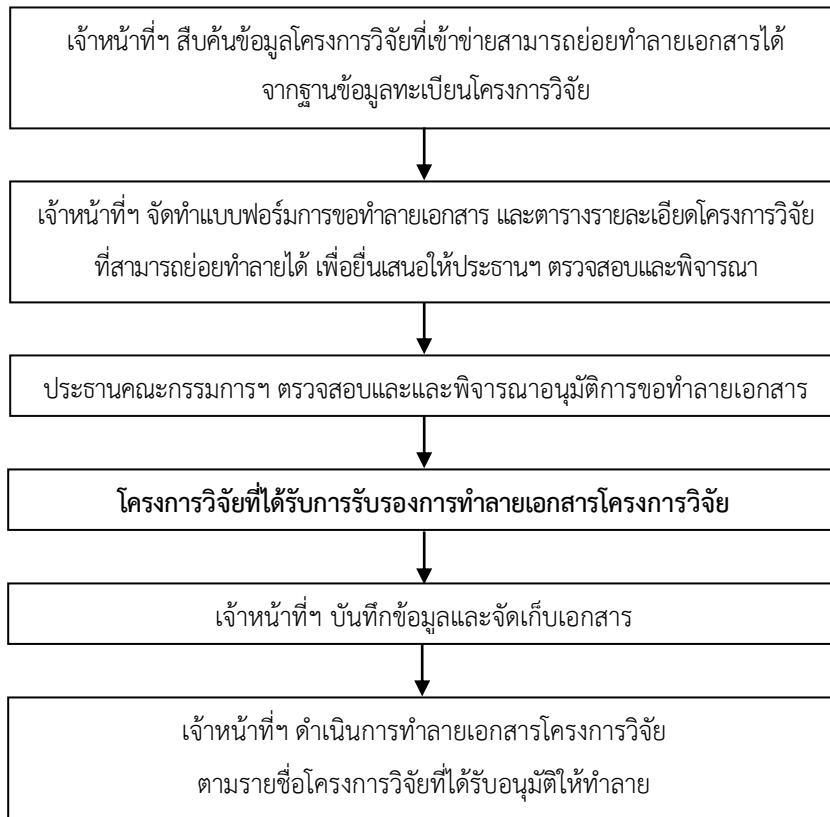 เจ้าหน้าที่ฯ สืบค้นข้อมูลโครงการวิจัยที่เข้าข่ายสามารถย่อยทำลายเอกสารได้
จากฐานข้อมูลทะเบียนโครงการวิจัย
เจ้าหน้าที่ฯ จัดทำแบบฟอร์มการขอทำลายเอกสาร และตารางรายละเอียดโครงการวิจัย
ที่สามารถย่อยทำลายได้ เพื่อยื่นเสนอให้ประธานฯ ตรวจสอบและพิจารณา
ประธานคณะกรรมการฯ ตรวจสอบและและพิจารณาอนุมัติการขอทำลายเอกสาร
โครงการวิจัยที่ได้รับการรับรองการทำลายเอกสารโครงการวิจัย
เจ้าหน้าที่ฯ บันทึกข้อมูลและจัดเก็บเอกสาร
เจ้าหน้าที่ฯ ดำเนินการทำลายเอกสารโครงการวิจัย
ตามรายชื่อโครงการวิจัยที่ได้รับอนุมัติให้ทำลาย